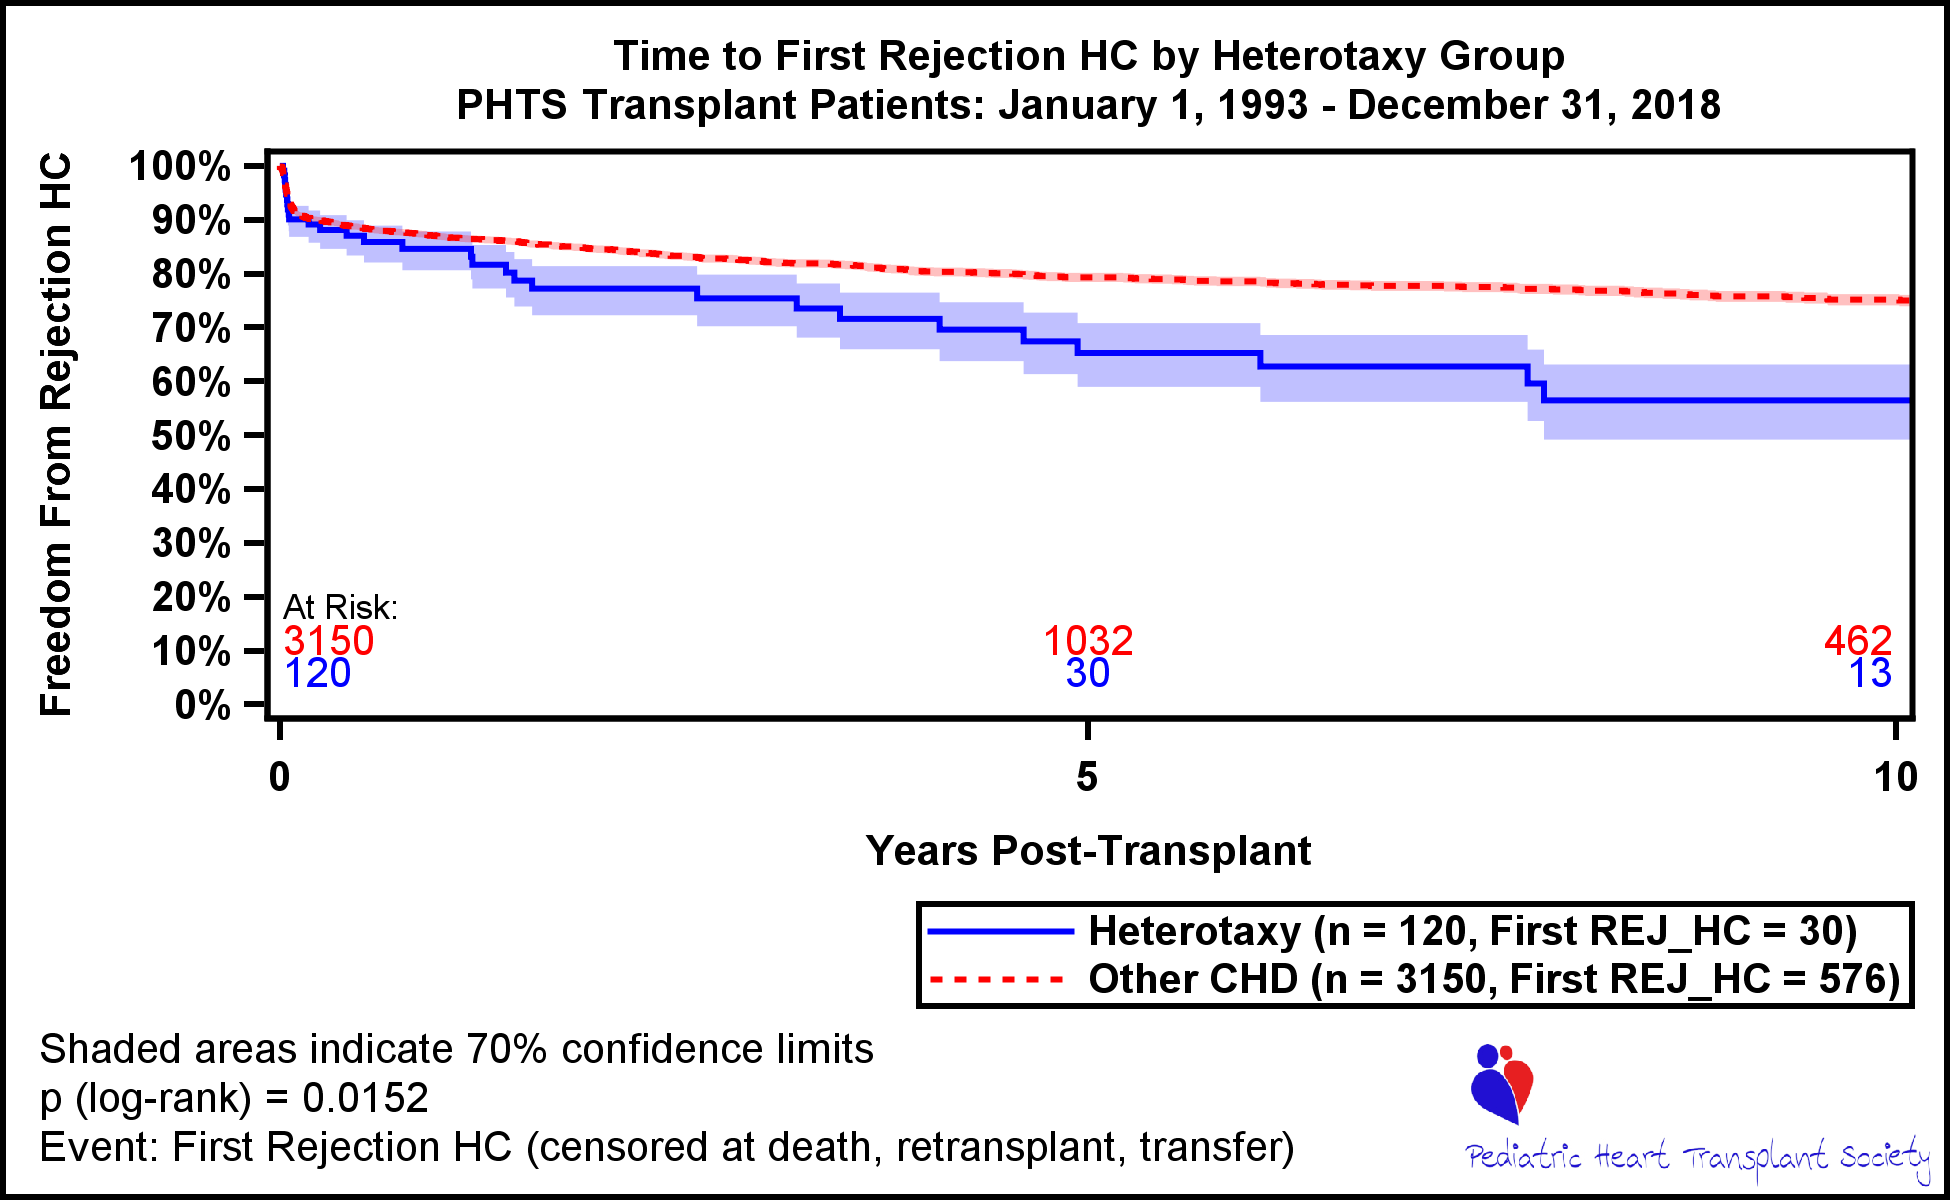 Time to First Rejection HC by Heterotaxy Group
PHTS Transplant Patients: January 1, 1993 - December 31, 2018
Freedom From Rejection HC
100%
90%
80%
70%
60%
50%
40%
30%
20%
10%
0%
At Risk:
3150 1032 462
120 30 13
0 5 10
Years Post-Transplant
Heterotaxy (n = 120, First REJ_HC = 30)
Other CHD (n = 3150, First REJ_HC = 576)
Shaded areas indicate 70% confidence limits
p (log-rank) = 0.0152
Event: First Rejection HC (censored at death, retransplant, transfer)
Pediatric Heart Transplant Society